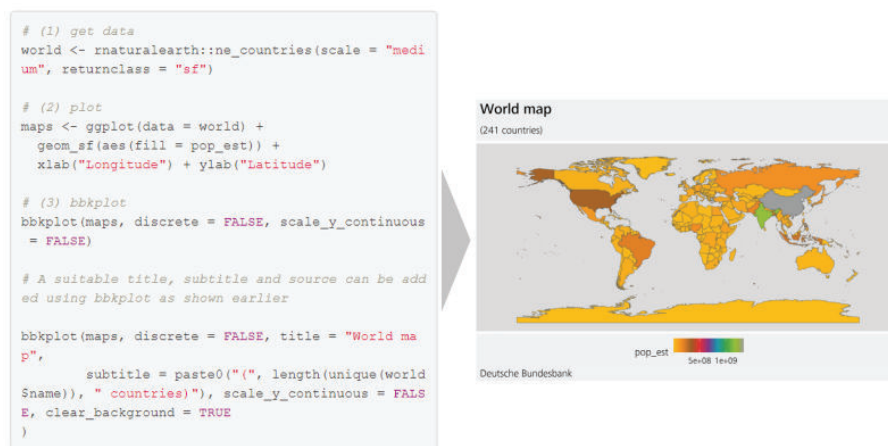 # (1) get data
world <- rnaturalearth::ne_countries(scale = "medi
um", returnclass = "sf")
# (2) plot
maps <- ggplot(data = world) +
  geom_sf(aes(fill = pop_est)) +
  xlab("Longitude") + ylab("Latitude")
# (3) bbkplot
bbkplot(maps, discrete = FALSE, scale_y_continuous
 = FALSE)
# A suitable title, subtitle and source can be add
ed using bbkplot as shown earlier
bbkplot(maps, discrete = FALSE, title = "World ma
p",
        subtitle = paste0("(", length(unique(world
$name)), " countries)"), scale_y_continuous = FALS
E, clear_background = TRUE
)
World map
(241 countries)
pop_est
5e+08 1e+09
Deutsche Bundesbank